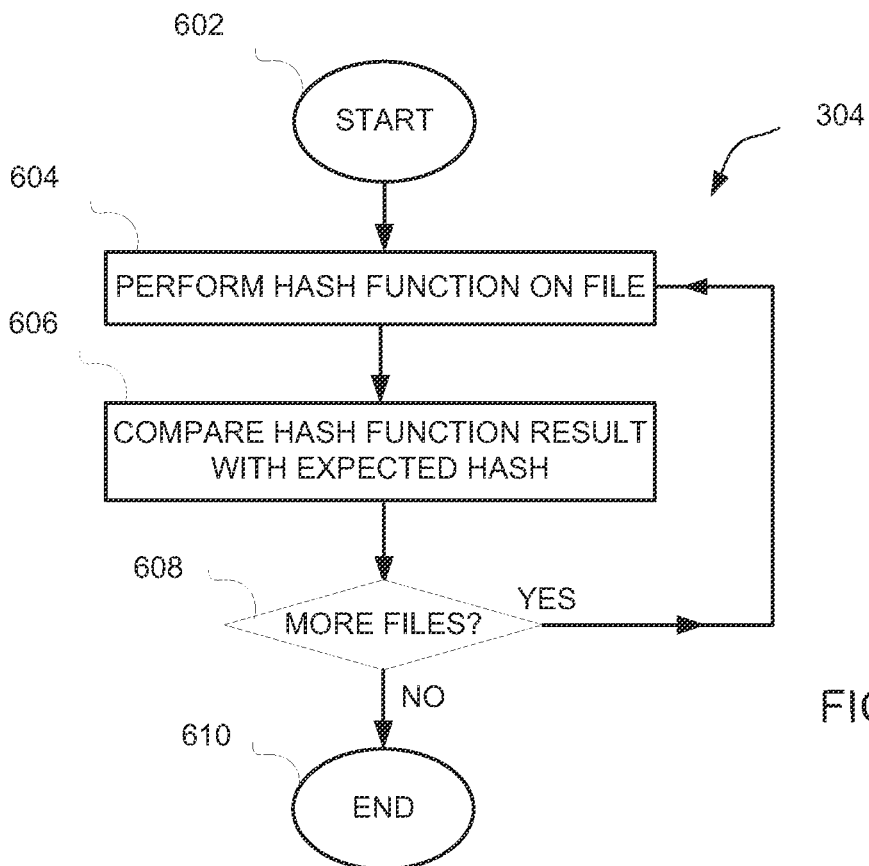 602
START
304
604
PERFORM HASH FUNCTION ON FILE
606
COMPARE HASH FUNCTION RESULT
WITH EXPECTED HASH
608
MORE FILES?
YES
NO
610
END